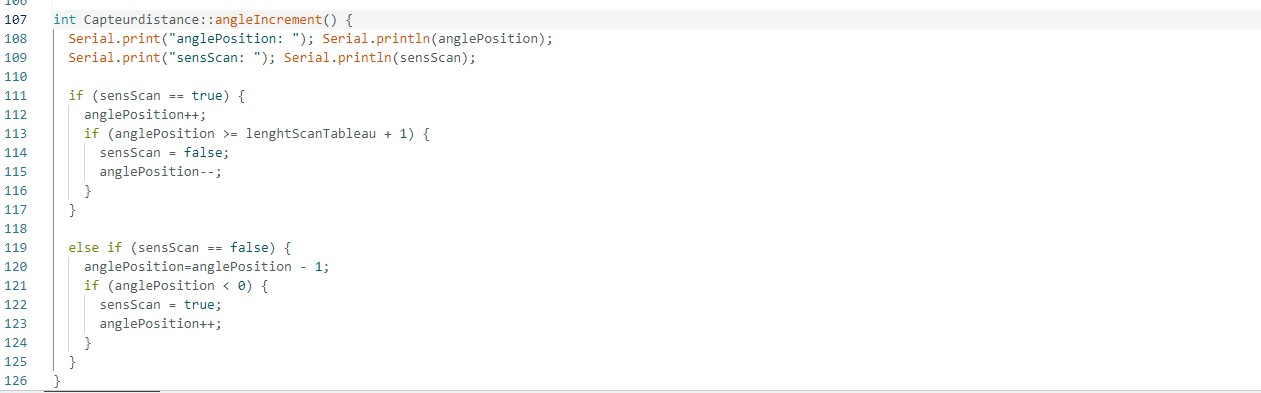 106
107 int Capteurdistance::angleIncrement() {
108 Serial.print("anglePosition: "); Serial.println(anglePosition);
109 Serial.print("sensScan: "); Serial.println(sensScan);
110
111 if (sensScan == true) {
112 anglePosition++;
113 if (anglePosition >= lenghtScanTableau + 1) {
114 sensScan = false;
115 anglePosition--;
116 }
117 }
118
119 else if (sensScan == false) {
120 anglePosition=anglePosition - 1;
121 if (anglePosition < 0) {
122 sensScan = true;
123 anglePosition++;
124 }
125 }
126 }